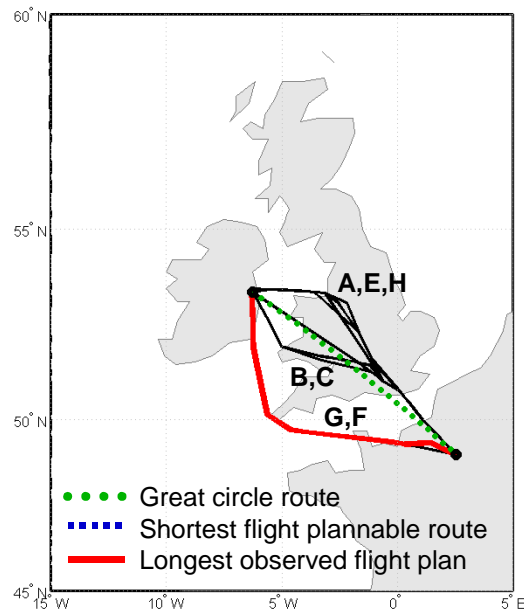 60° N
55° N
50° N
45° N
A,E,H
B,C
G,F
Great circle route
Shortest flight plannable route
Longest observed flight plan
15° W
10° W
5° W
0°
5° E